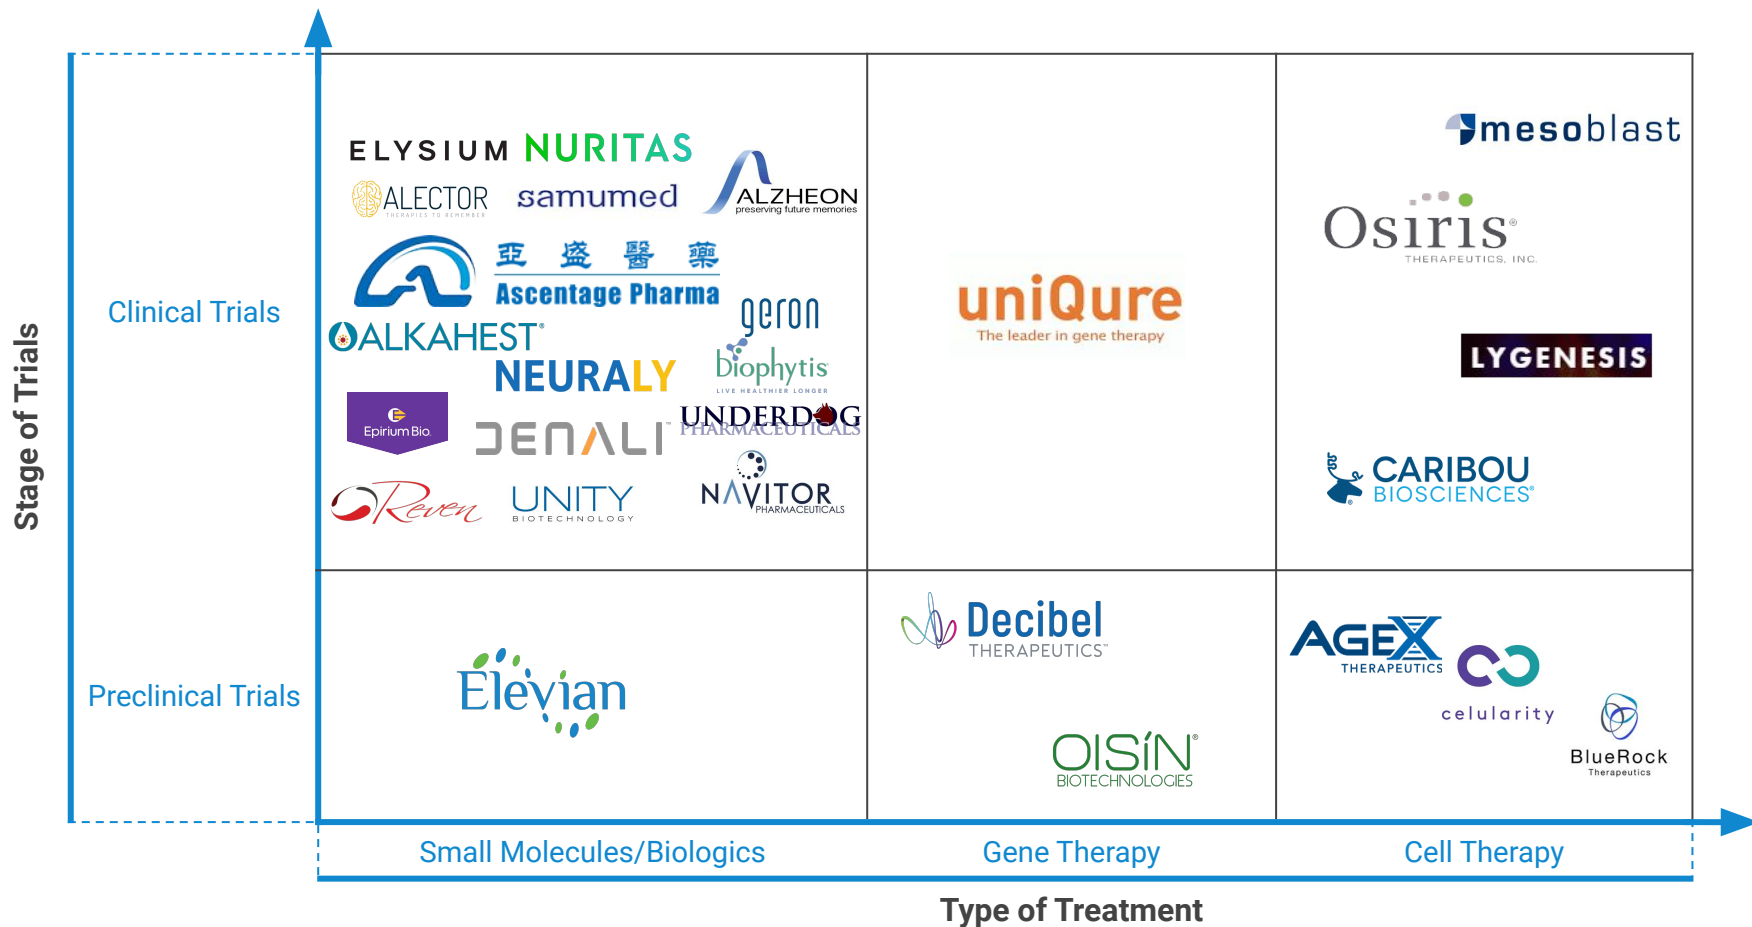 Stage of Trials
Clinical Trials
ELYSIUM
NURITAS
ALECTOR
THERAPIES TO REMEMBER
samumed
ALZHEON
preserving future memories
亞盛醫藥
Ascentage Pharma
geron
ALKAHEST®
biophytis
LIVE HEALTHIER LONGER
NEURALY
Epirium Bio
DENALI™
UNDERDOG
PHARMACEUTICALS
Reven
UNITY
BIOTECHNOLOGY
NAVITOR
PHARMACEUTICALS
uniQure
The leader in gene therapy
mesoblast
Osiris®
THERAPEUTICS, INC.
LYGENESIS
CARIBOU
BIOSCIENCES®
Preclinical Trials
Elevian
Decibel
THERAPEUTICS™
OISÍN®
BIOTECHNOLOGIES
AGEX
THERAPEUTICS
celularity
BlueRock
Therapeutics
Small Molecules/Biologics
Gene Therapy
Cell Therapy
Type of Treatment